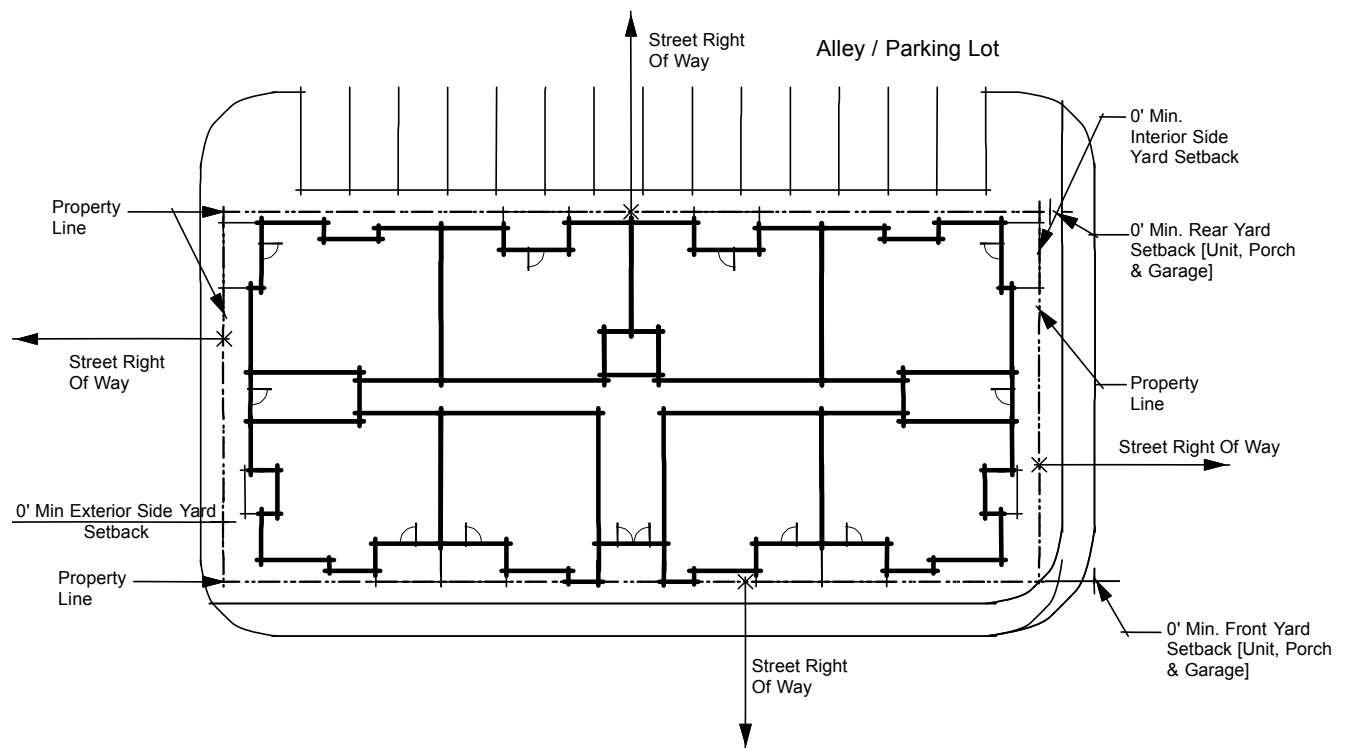 Street Right
Of Way
Alley / Parking Lot
0' Min.
Interior Side
Yard Setback
Property
Line
0' Min. Rear Yard
Setback [Unit, Porch
& Garage]
Street Right
Of Way
Property
Line
Street Right Of Way
0' Min Exterior Side Yard
Setback
Property
Line
0' Min. Front Yard
Setback [Unit, Porch
& Garage]
Street Right
Of Way